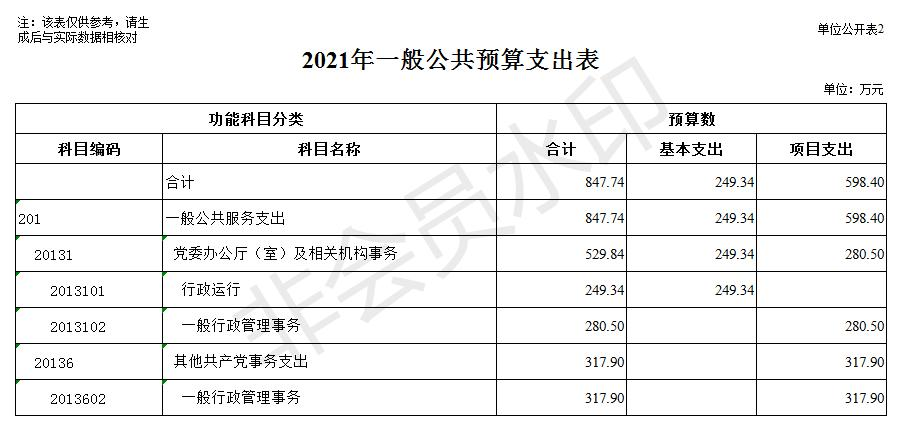 注：该表仅供参考，请生
成后与实际数据相核对
单位公开表2
2021年一般公共预算支出表
单位：万元
功能科目分类 预算数
科目编码 科目名称 合计 基本支出 项目支出
合计 847.74 249.34 598.40
201 一般公共服务支出 847.74 249.34 598.40
20131 党委办公厅（室）及相关机构事务 529.84 249.34 280.50
2013101 行政运行 249.34 249.34
2013102 一般行政管理事务 280.50 280.50
20136 其他共产党事务支出 317.90 317.90
2013602 一般行政管理事务 317.90 317.90
非会员水印